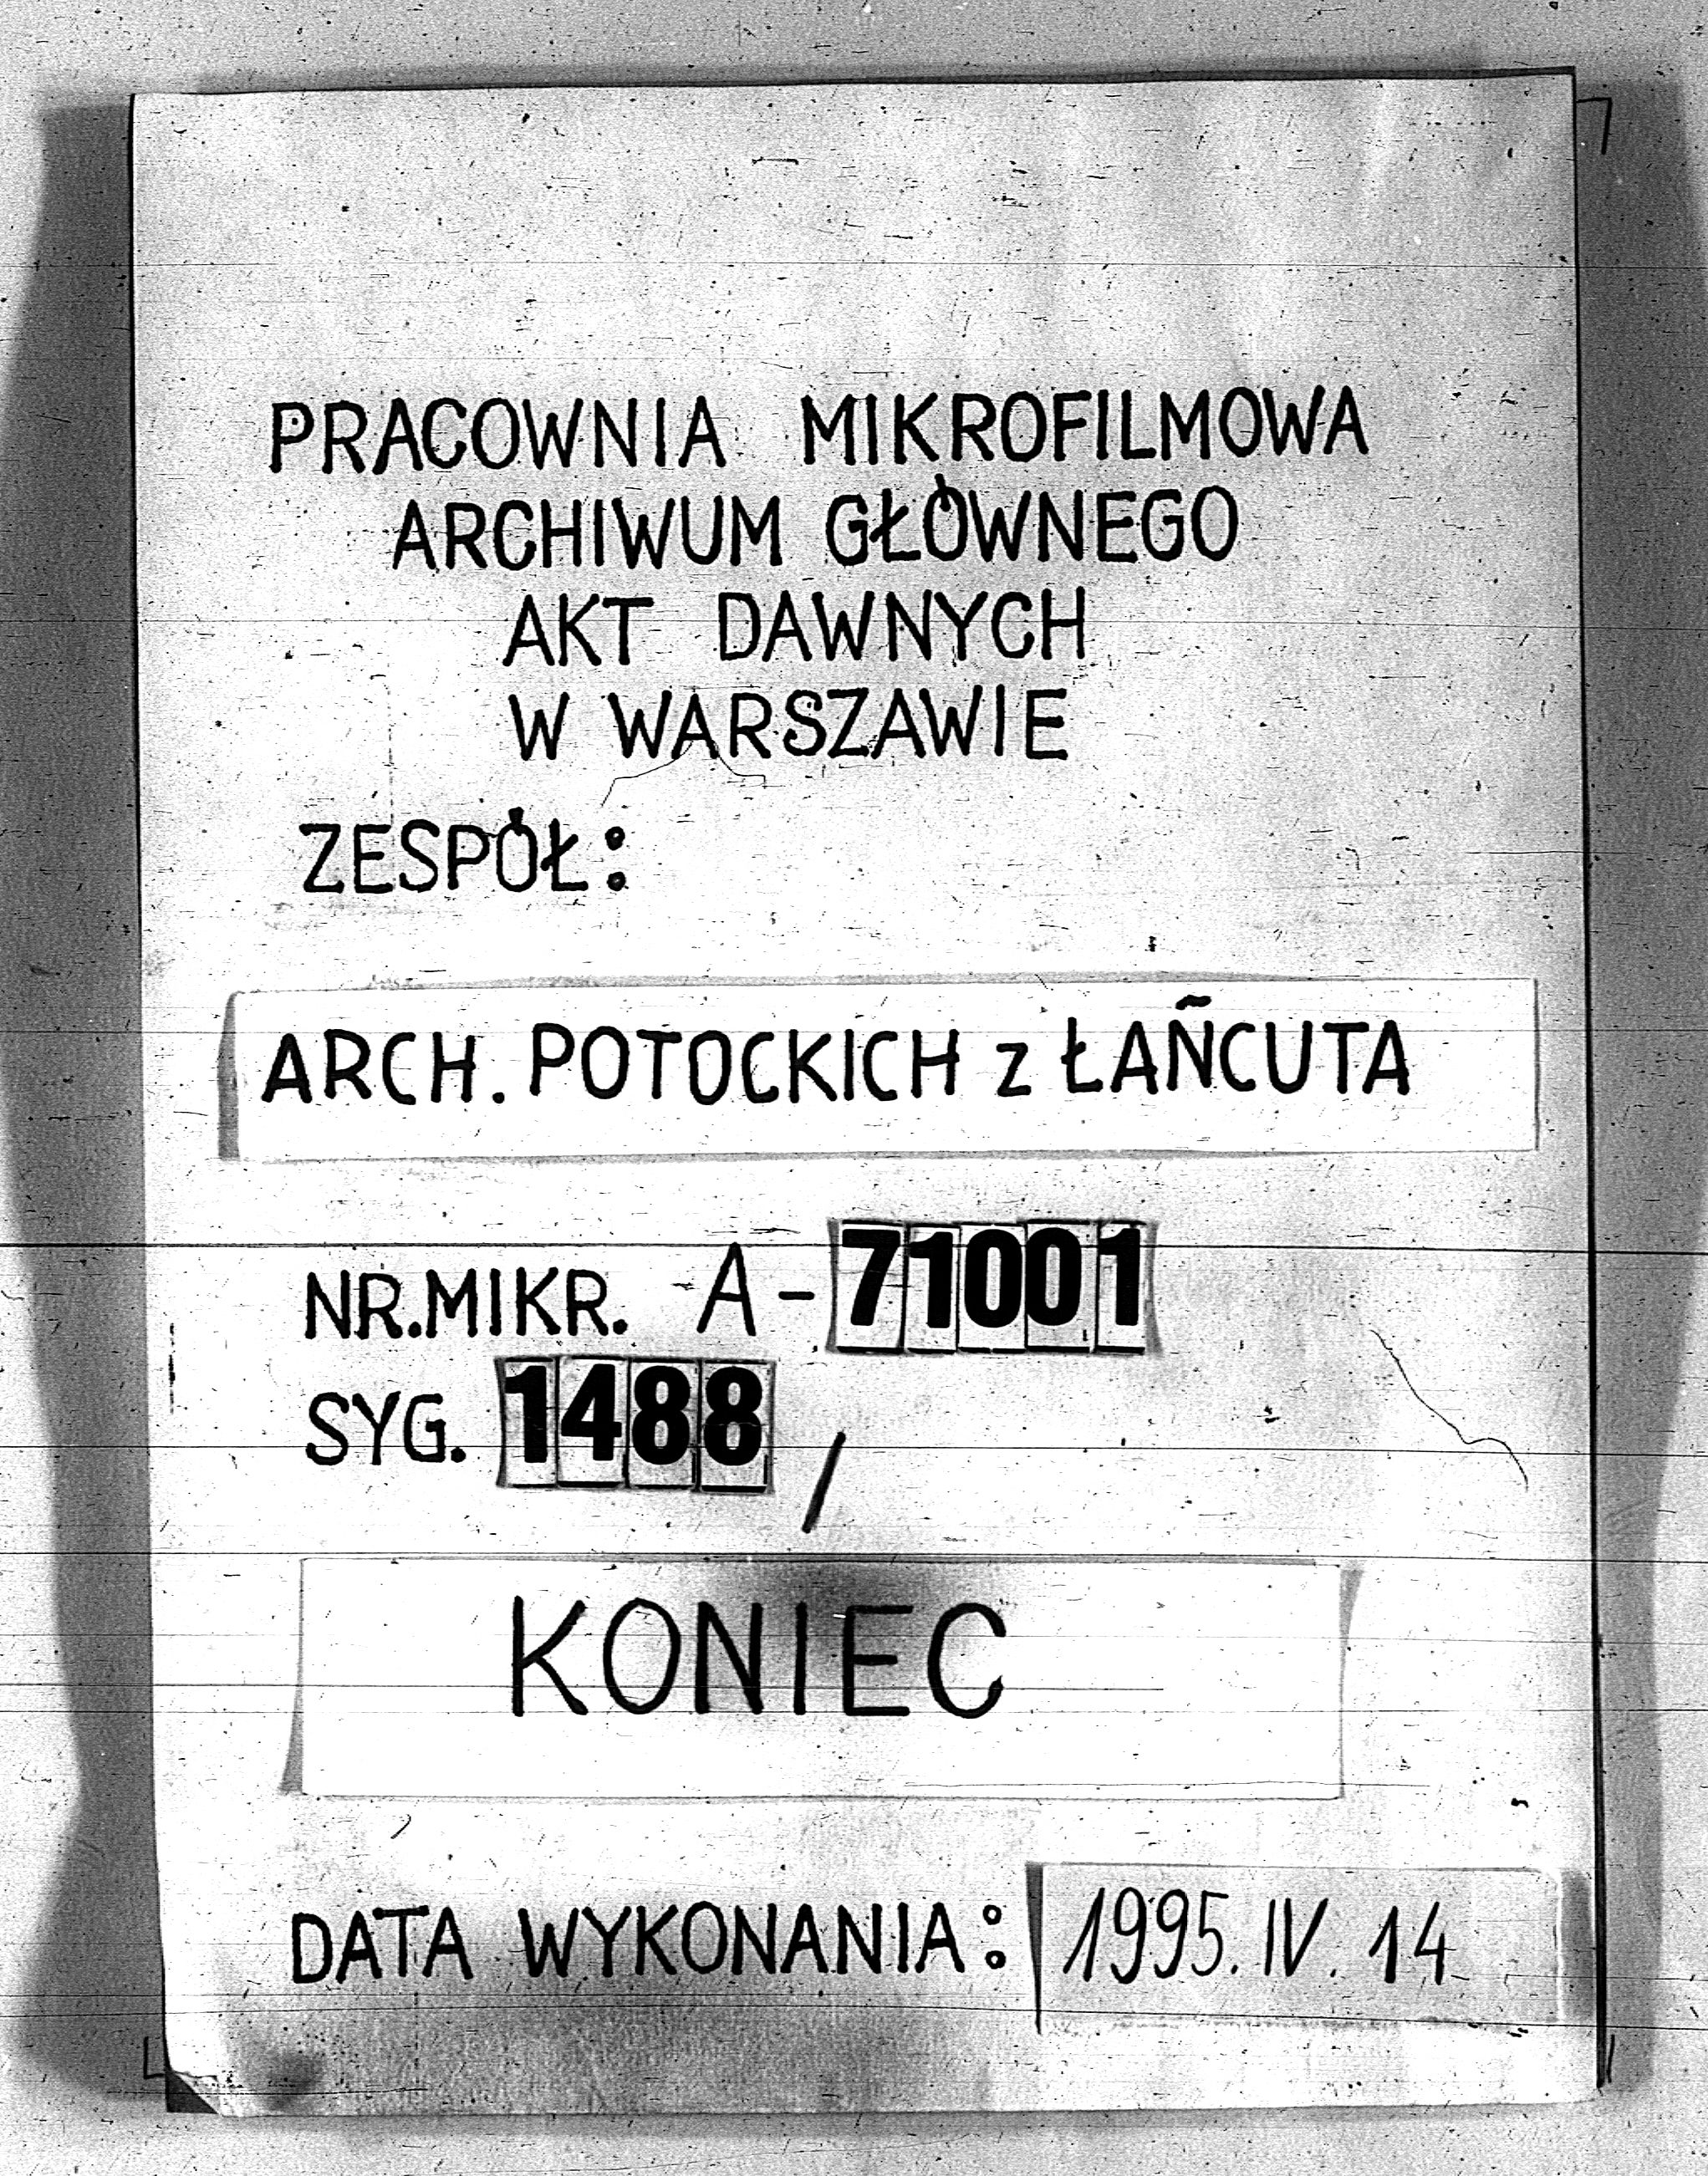 PRACOWNIA MIKROFILMOWA
ARCHIWUM GŁÓWNEGO
AKT DAWNYCH
W WARSZAWIE
ZESPÓŁ:
ARCH. POTOCKICH z ŁAŃCUTA
NR.MIKR. A-71001
SYG. 1488/
KONIEC
DATA WYKONANIA: 1995.IV.14